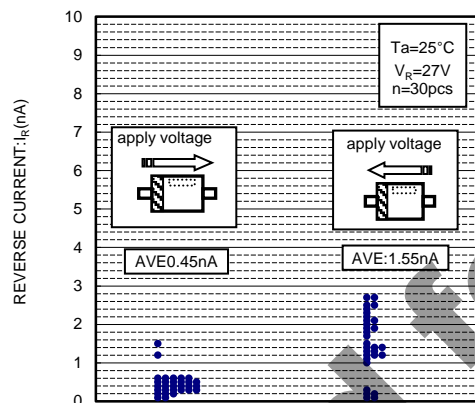 10
9
8
7
6
5
4
3
2
1
0
REVERSE CURRENT:IR(nA)
Ta=25°C
VR=27V
n=30pcs
apply voltage
apply voltage
AVE0.45nA
AVE:1.55nA
d f